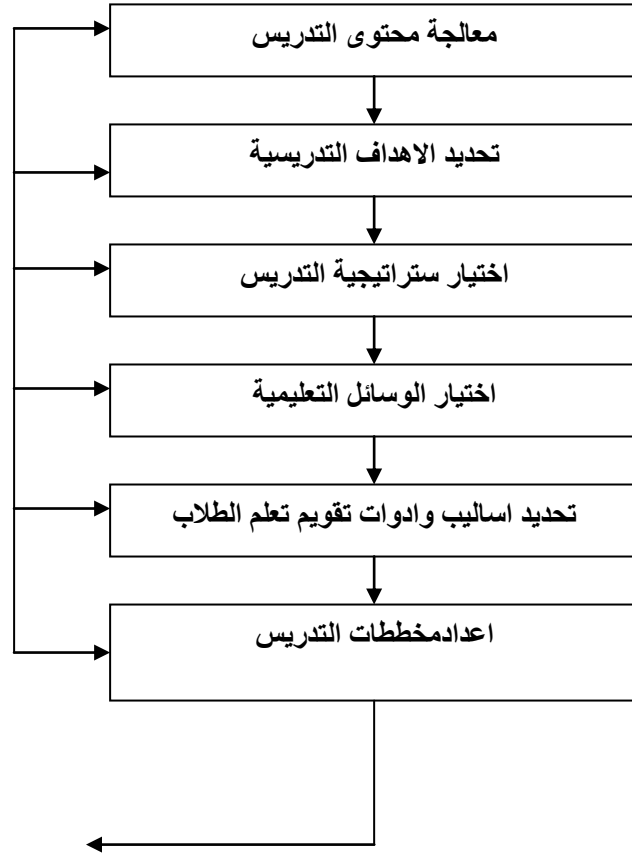 معالجة محتوى التدريس
تحديد الاهداف التدريسية
اختيار ستراتيجية التدريس
اختيار الوسائل التعليمية
تحديد اساليب وادوات تقويم تعلم الطلاب
اعدادمخططات التدريس